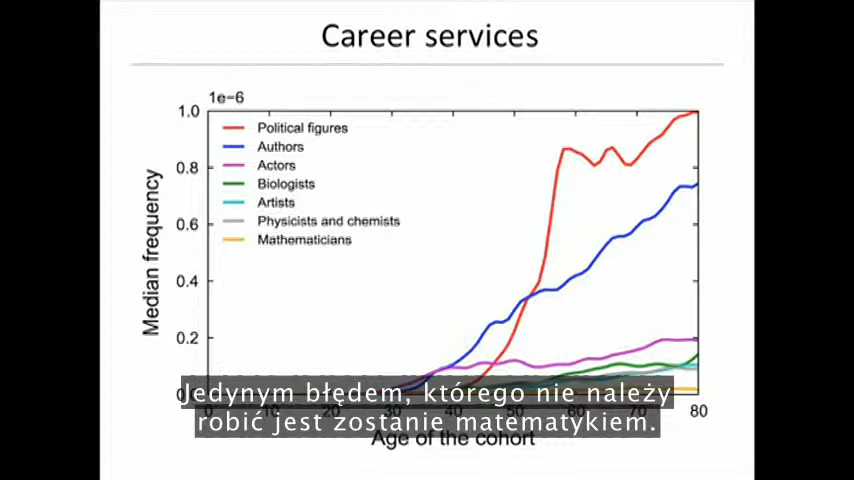 Career services
1e−6
1.0
Political figures
Authors
Actors
Biologists
Artists
Physicists and chemists
Mathematicians
0.8
0.6
0.4
0.2
Median frequency
Jedynym błędem, którego nie należy
robić jest zostanie matematykiem.
80
Age of the cohort